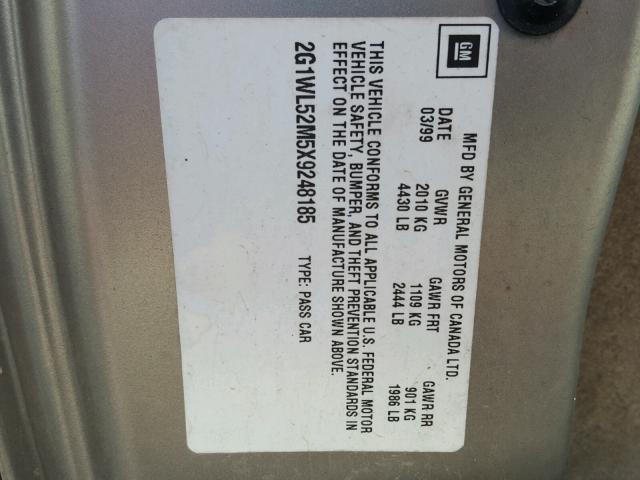 GM
MFD BY GENERAL MOTORS OF CANADA LTD.
DATE GVWR GAWR FRT GAWR RR
03/99 2010 KG 1109 KG 901 KG
4430 LB 2444 LB 1986 LB
THIS VEHICLE CONFORMS TO ALL APPLICABLE U.S. FEDERAL MOTOR
VEHICLE SAFETY, BUMPER, AND THEFT PREVENTION STANDARDS IN
EFFECT ON THE DATE OF MANUFACTURE SHOWN ABOVE.
2G1WL52M5X9248185 TYPE: PASS CAR